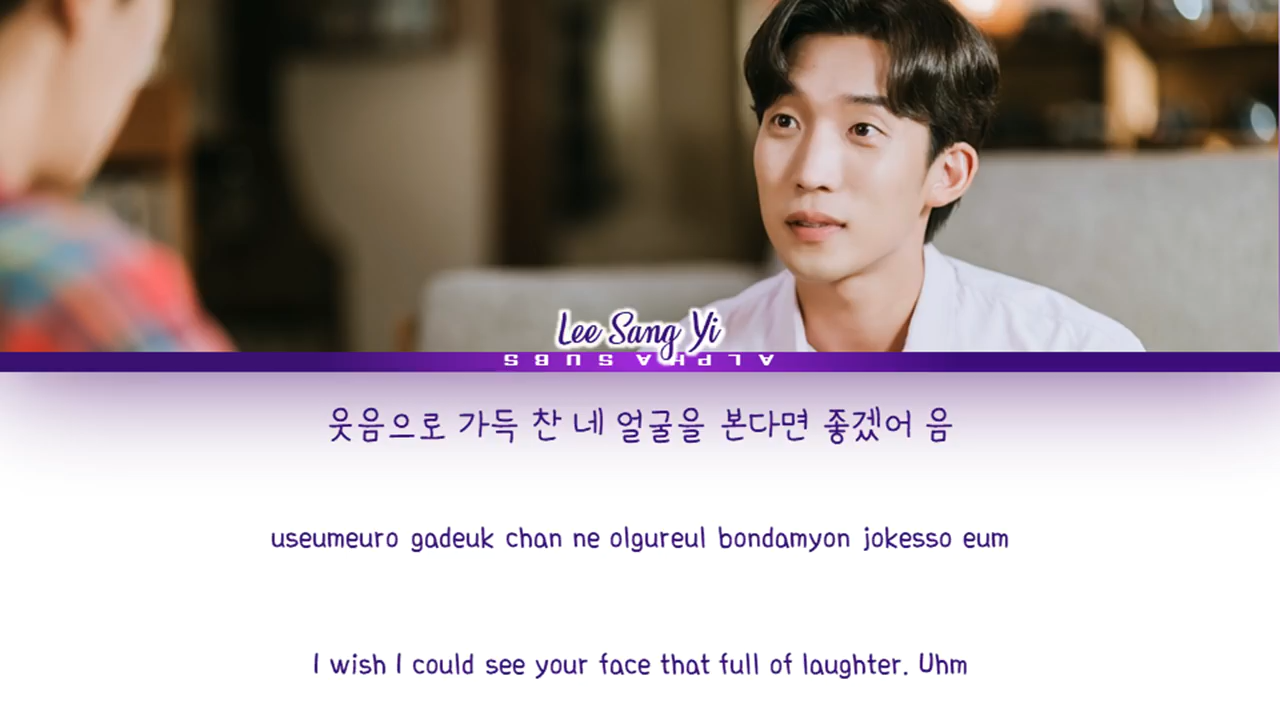 Lee Sang Yi
ALPHA SUBS
웃음으로 가득 찬 네 얼굴을 본다면 좋겠어 음
useumeuro gadeuk chan ne olgureul bondamyon jokesso eum
I wish I could see your face that full of laughter. Uhm